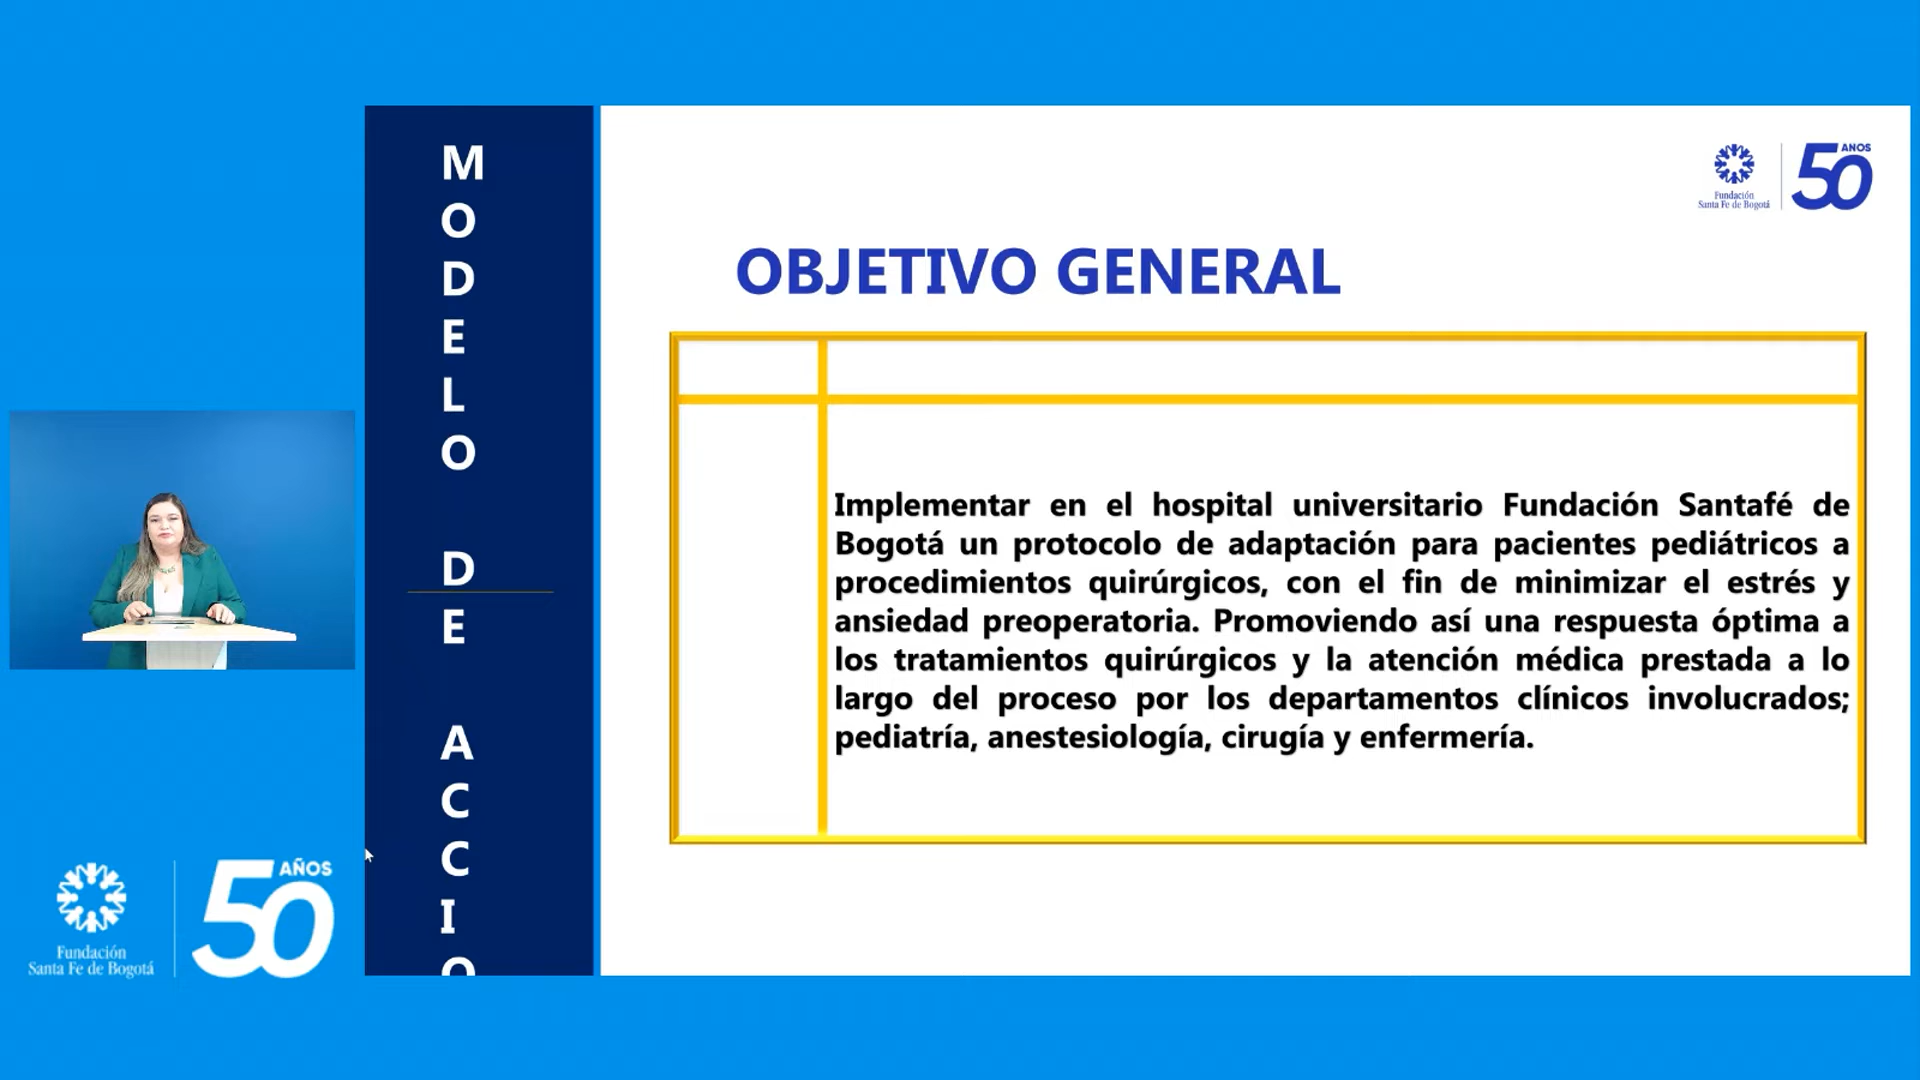 M
O
D
E
L
O
D
E
A
C
C
I
O
Fundación
Santa Fe de Bogotá
AÑOS
50
OBJETIVO GENERAL
Implementar en el hospital universitario Fundación Santafé de
Bogotá un protocolo de adaptación para pacientes pediátricos a
procedimientos quirúrgicos, con el fin de minimizar el estrés y
ansiedad preoperatoria. Promoviendo así una respuesta óptima a
los tratamientos quirúrgicos y la atención médica prestada a lo
largo del proceso por los departamentos clínicos involucrados;
pediatría, anestesiología, cirugía y enfermería.
Fundación
Santa Fe de Bogotá
50
AÑOS